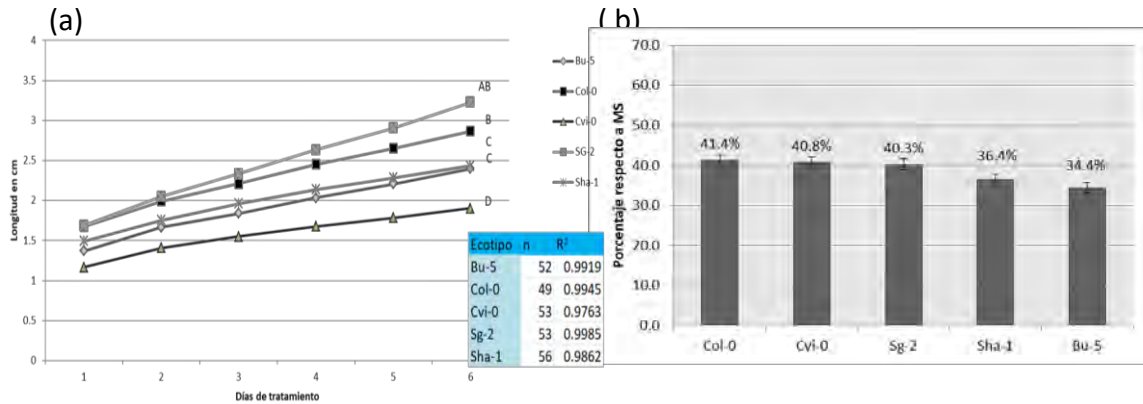 (a)
4
3.5
3
2.5
2
1.5
1
0.5
0
Longitud en cm
1 2 3 4 5 6
Días de tratamiento
AB
B
C
C
D
Bu-5
Col-0
Cvi-0
SG-2
Sha-1
Ecotipo n R²
Bu-5 52 0.9919
Col-0 49 0.9945
Cvi-0 53 0.9763
Sg-2 53 0.9985
Sha-1 56 0.9862
( b)
70.0
60.0
50.0
40.0
30.0
20.0
10.0
0.0
Porcentaje respecto a MS
41.4% 40.8% 40.3% 36.4% 34.4%
Col-0 Cvi-0 Sg-2 Sha-1 Bu-5